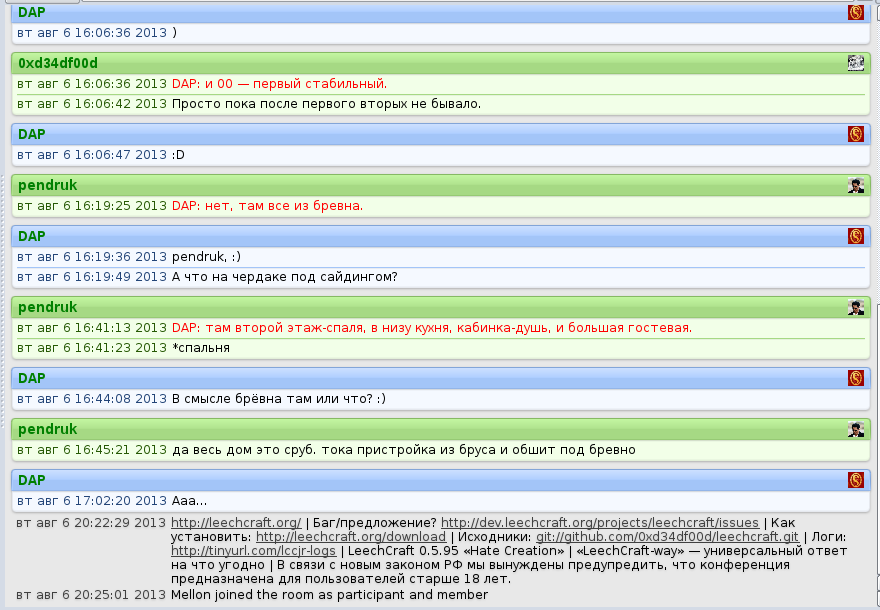 DAP
вт авг 6 16:06:36 2013 )
0xd34df00d
вт авг 6 16:06:36 2013 DAP: и 00 — первый стабильный.
вт авг 6 16:06:42 2013 Просто пока после первого вторых не бывало.
DAP
вт авг 6 16:06:47 2013 :D
pendruk
вт авг 6 16:19:25 2013 DAP: нет, там все из бревна.
DAP
вт авг 6 16:19:36 2013 pendruk, :)
вт авг 6 16:19:49 2013 А что на чердаке под сайдингом?
pendruk
вт авг 6 16:41:13 2013 DAP: там второй этаж-спаля, в низу кухня, кабинка-душь, и большая гостевая.
вт авг 6 16:41:23 2013 *спальня
DAP
вт авг 6 16:44:08 2013 В смысле брёвна там или что? :)
pendruk
вт авг 6 16:45:21 2013 да весь дом это сруб. тока пристройка из бруса и обшит под бревно
DAP
вт авг 6 17:02:20 2013 Ааа...
вт авг 6 20:22:29 2013 http://leechcraft.org/ | Баг/предложение? http://dev.leechcraft.org/projects/leechcraft/issues | Как
установить: http://leechcraft.org/download | Исходники: git://github.com/0xd34df00d/leechcraft.git | Логи:
http://tinyurl.com/lccjr-logs | LeechCraft 0.5.95 «Hate Creation» | «LeechCraft-way» — универсальный ответ
на что угодно | В связи с новым законом РФ мы вынуждены предупредить, что конференция
предназначена для пользователей старше 18 лет.
вт авг 6 20:25:01 2013 Mellon joined the room as participant and member